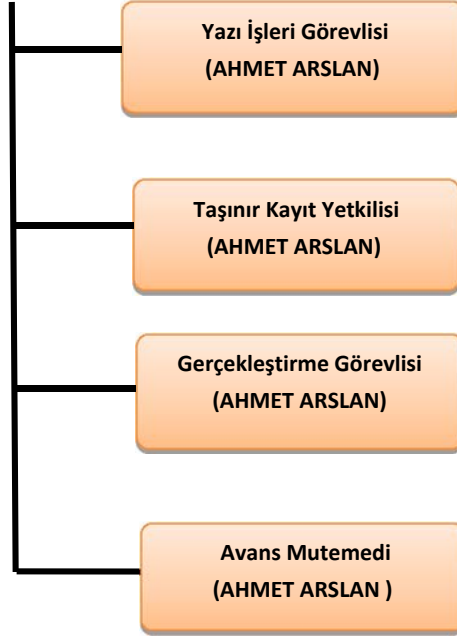 Yazı İşleri Görevlisi
(AHMET ARSLAN)
Taşınır Kayıt Yetkilisi
(AHMET ARSLAN)
Gerçekleştirme Görevlisi
(AHMET ARSLAN)
Avans Mutemedi
(AHMET ARSLAN )